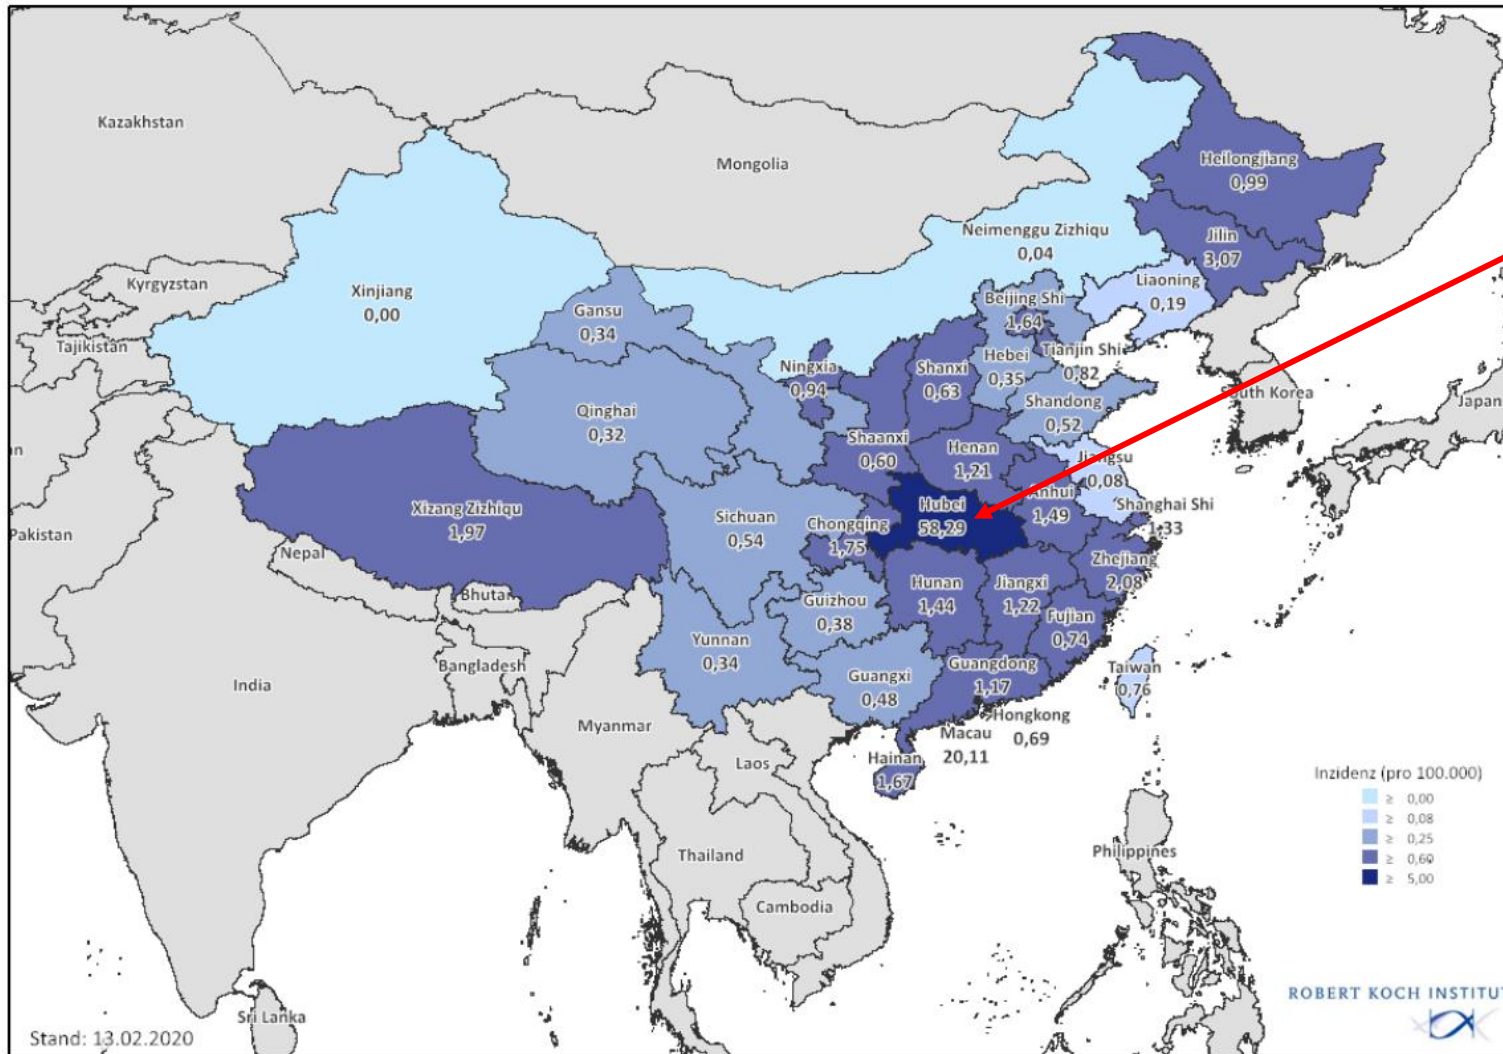 Kazakhstan
Mongolia
Heilongjiang
0,99
Neimenggu Zizhiqu
0,04
Jilin
3,07
Kyrgyzstan
Xinjiang
0,00
Liaoning
0,19
Gansu
0,34
Beijing Shi
1,64
Tajikistan
Tianjin Shi
0,82
Hebei
0,35
Ningxia
0,94
Shanxi
0,63
South Korea
Japan
Qinghai
0,32
Shandong
0,52
Shaanxi
0,60
Henan
1,21
Jiangsu
0,08
Xizang Zizhiqu
1,97
Sichuan
0,54
Chongqing
1,75
Hubei
58,29
Anhui
1,49
Shanghai Shi
1,33
Pakistan
Nepal
Zhejiang
2,08
Bhutan
Guizhou
0,38
Hunan
1,44
Jiangxi
1,22
Fujian
0,74
Yunnan
0,34
Bangladesh
India
Guangxi
0,48
Guangdong
1,17
Taiwan
0,76
Myanmar
Hongkong
0,69
Macau
20,11
Laos
Hainan
1,67
Inzidenz (pro 100.000)
≥ 0,00
≥ 0,08
≥ 0,25
≥ 0,60
≥ 5,00
Thailand
Philippines
Cambodia
Sri Lanka
ROBERT KOCH INSTITUT
Stand: 13.02.2020